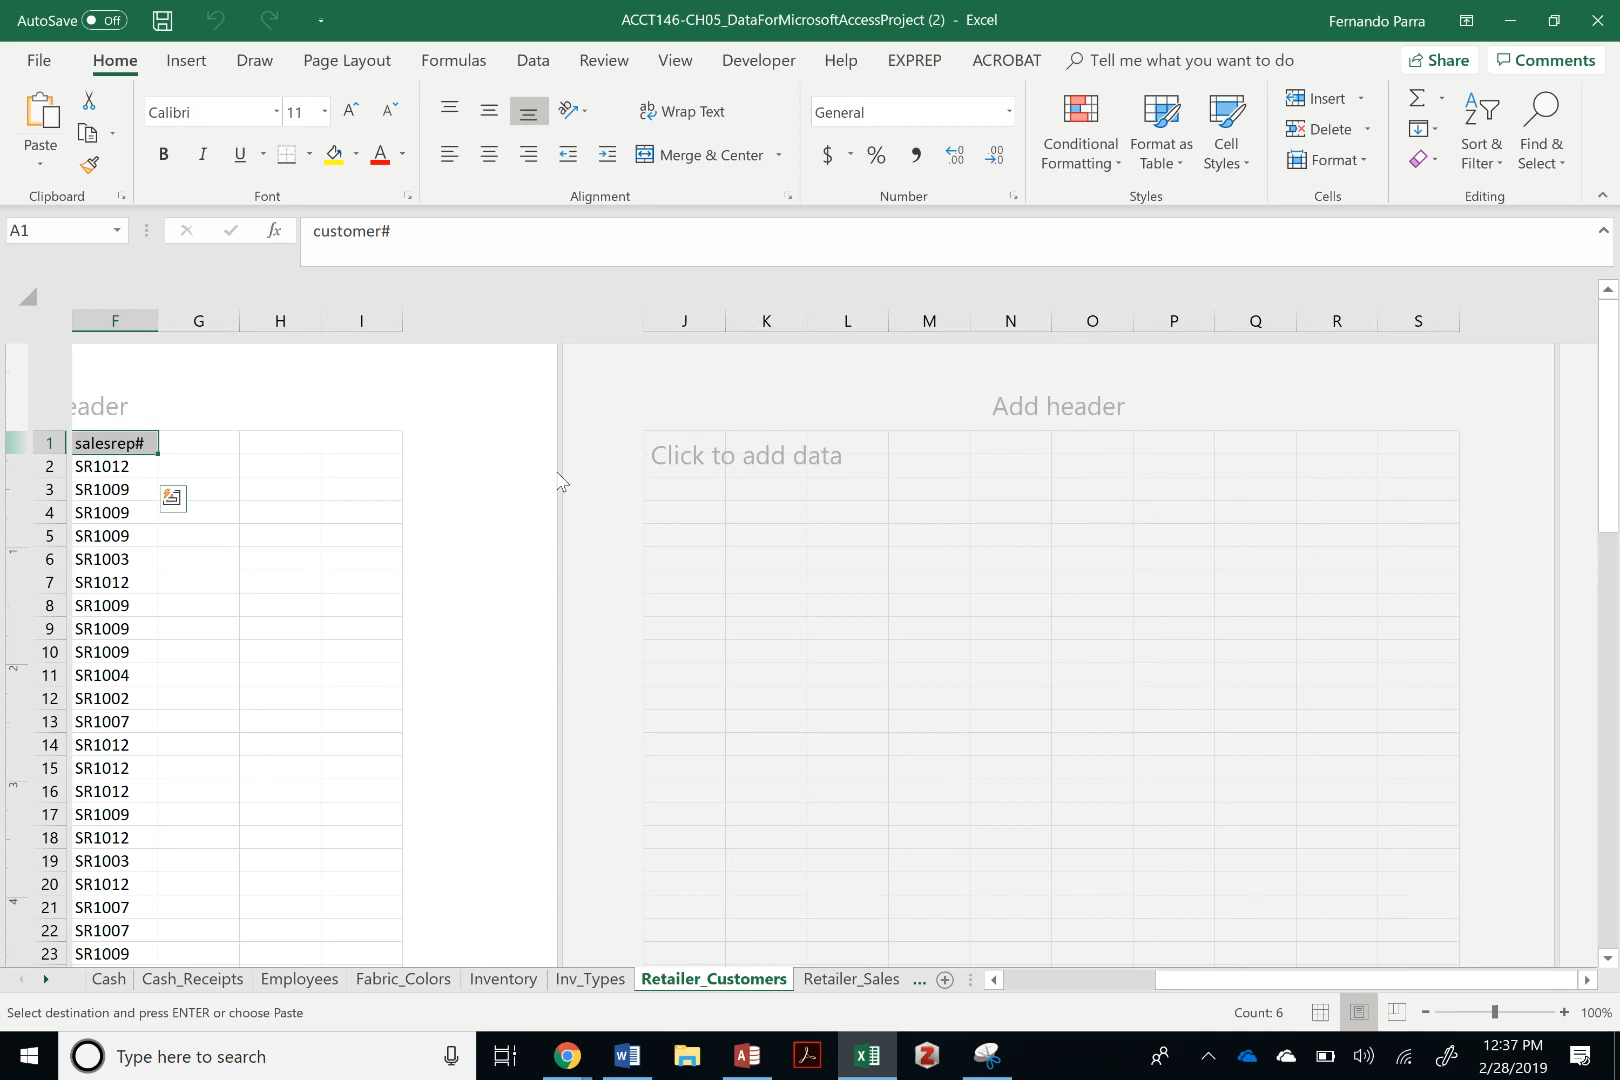 AutoSave Off
ACCT146-CH05_DataForMicrosoftAccessProject (2) - Excel
Fernando Parra
File Home Insert Draw Page Layout Formulas Data Review View Developer Help EXPREP ACROBAT Tell me what you want to do
Share Comments
Paste
Clipboard
Calibri 11
B I U
Font
Wrap Text
Merge & Center
Alignment
General
$ % 9
Number
Conditional Formatting
Format as Table
Cell Styles
Styles
Insert
Delete
Format
Cells
Sort & Filter
Find & Select
Editing
A1
fx
customer#
F G H I J K L M N O P Q R S
eader
Add header
1 salesrep#
Click to add data
2 SR1012
3 SR1009
4 SR1009
5 SR1009
6 SR1003
7 SR1012
8 SR1009
9 SR1009
10 SR1009
11 SR1004
12 SR1002
13 SR1007
14 SR1012
15 SR1012
16 SR1012
17 SR1009
18 SR1012
19 SR1003
20 SR1012
21 SR1007
22 SR1007
23 SR1009
1
2
3
4
Cash Cash_Receipts Employees Fabric_Colors Inventory Inv_Types Retailer_Customers Retailer_Sales ...
Select destination and press ENTER or choose Paste
Count: 6
100%
Type here to search
12:37 PM
2/28/2019